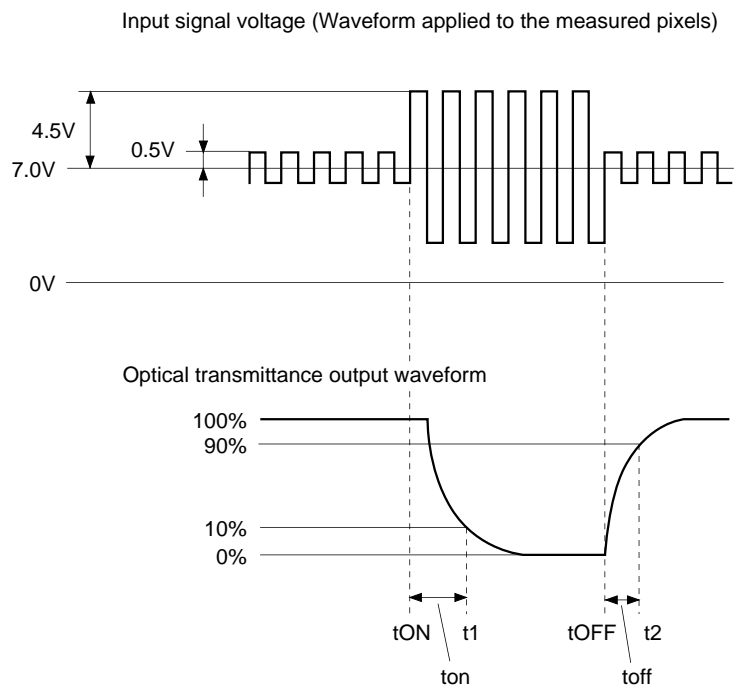 Input signal voltage (Waveform applied to the measured pixels)
4.5V
0.5V
7.0V
0V
Optical transmittance output waveform
100%
90%
10%
0%
tON t1 tOFF t2
ton toff